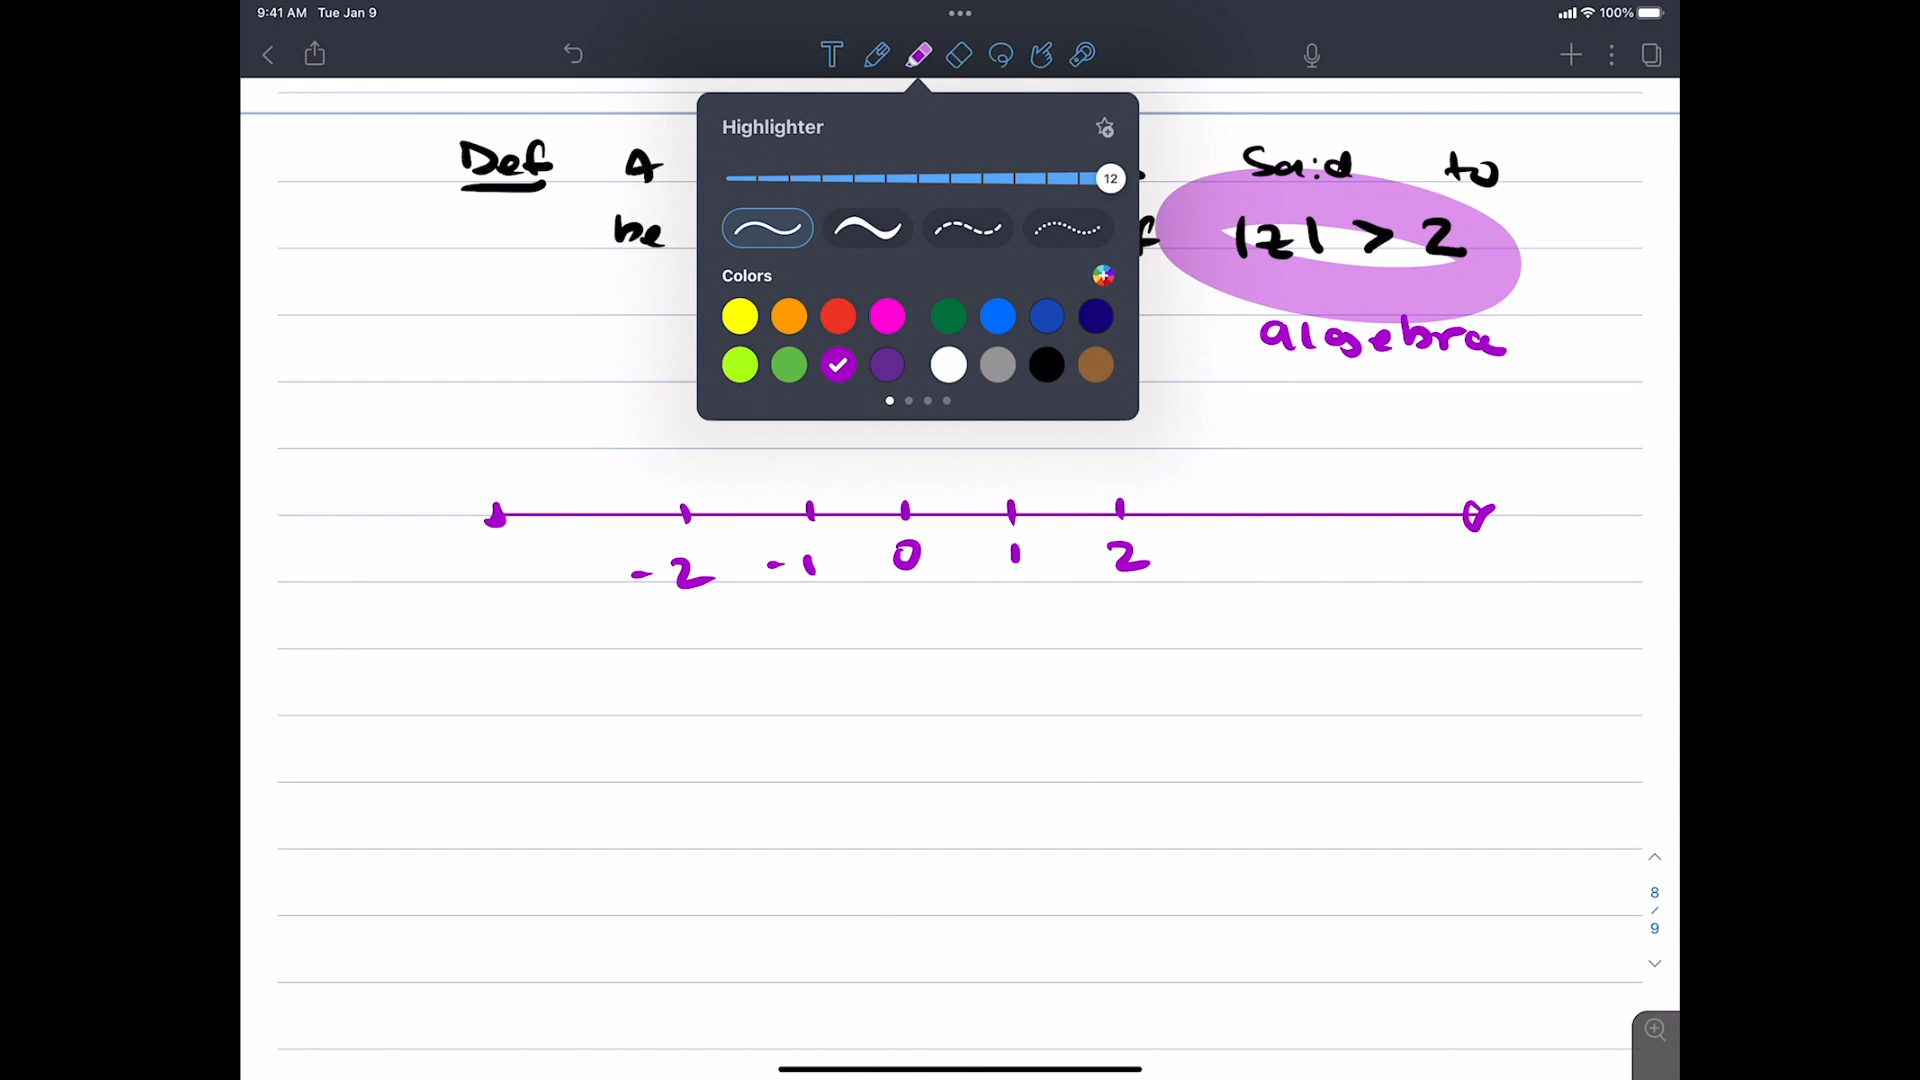 9:41 AM Tue Jan 9
100%
Highlighter
12
Colors
Def A Said to
be |z| > 2
algebra
-2 -1 0 1 2
8
/
9